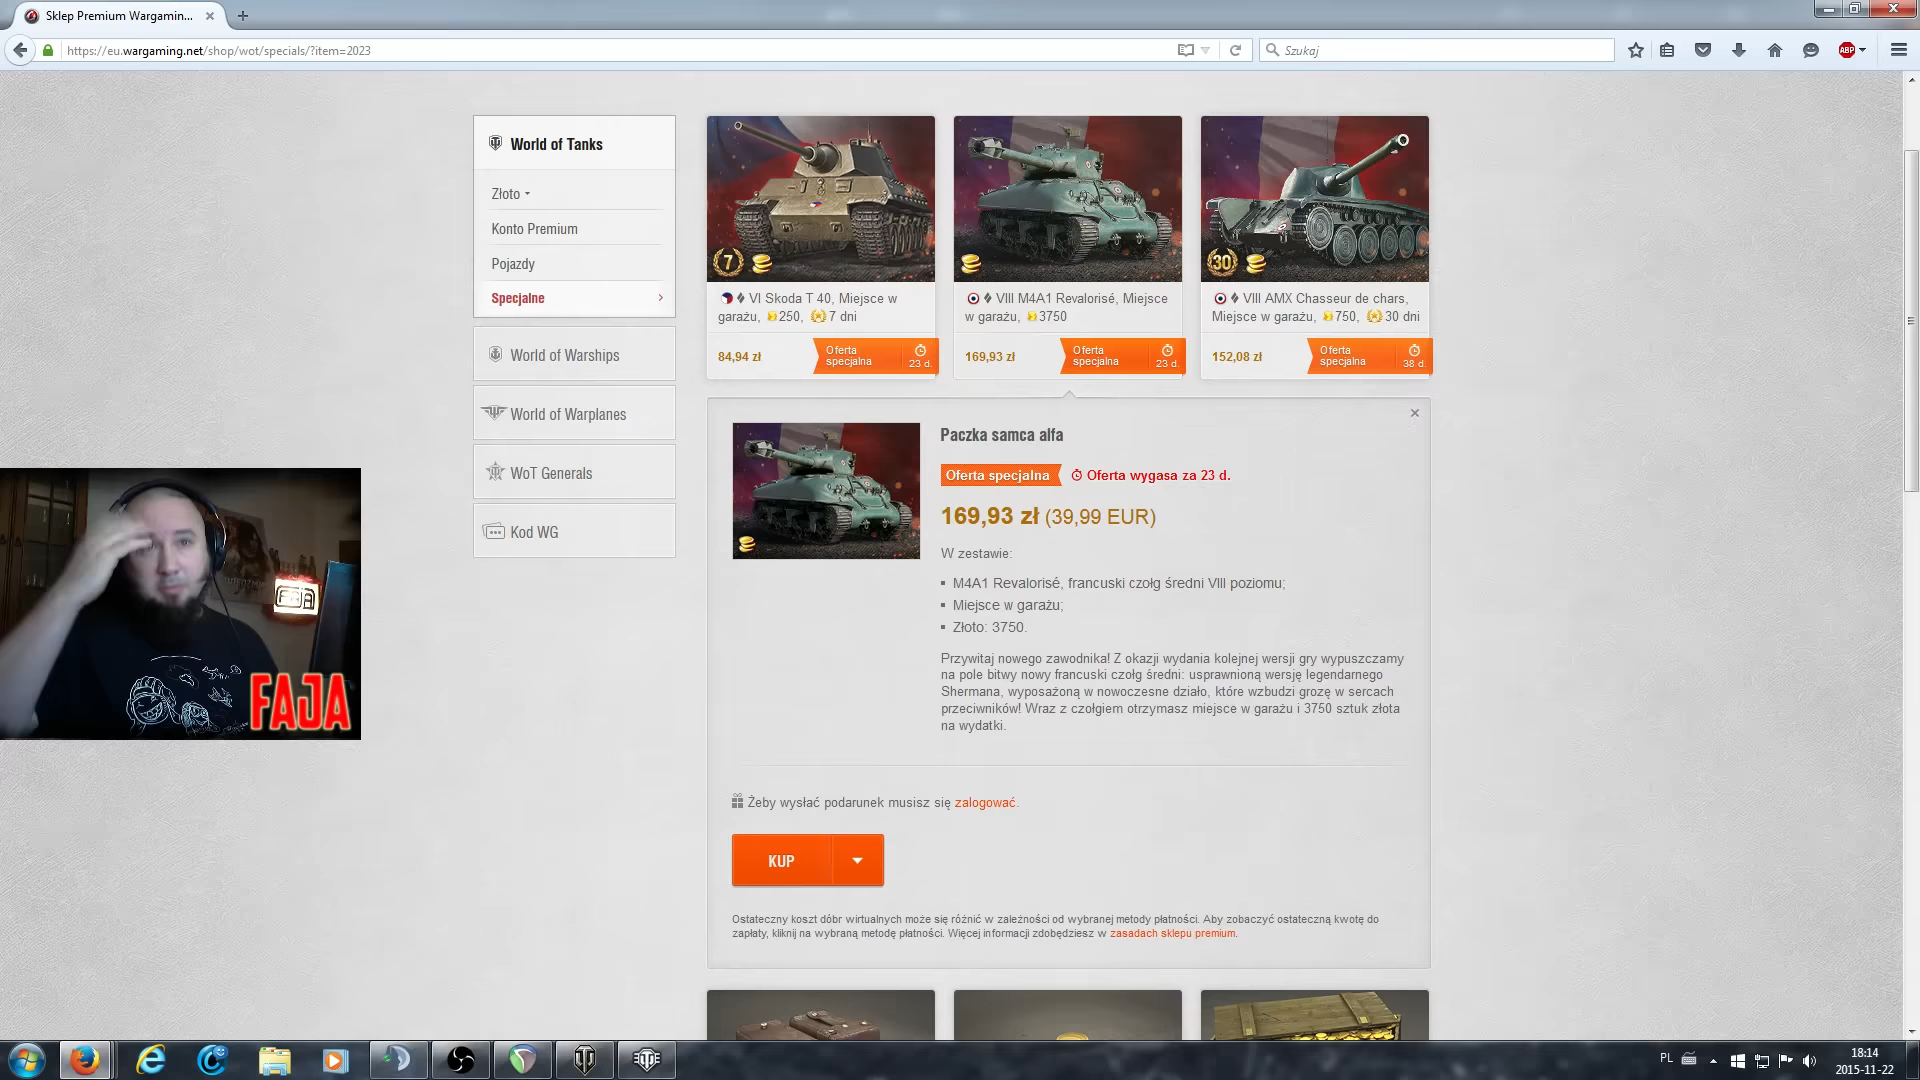 Sklep Premium Wargamin...
https://eu.wargaming.net/shop/wot/specials/?item=2023
Szukaj
ABP
World of Tanks
Złoto
Konto Premium
Pojazdy
Specjalne
World of Warships
World of Warplanes
WoT Generals
Kod WG
7
VI Skoda T 40, Miejsce w
garażu, 250, 7 dni
84,94 zł
Oferta
specjalna
23 d.
VIII M4A1 Revalorisé, Miejsce
w garażu, 3750
169,93 zł
Oferta
specjalna
23 d.
30
VIII AMX Chasseur de chars,
Miejsce w garażu, 750, 30 dni
152,08 zł
Oferta
specjalna
38 d.
Paczka samca alfa
Oferta specjalna
Oferta wygasa za 23 d.
169,93 zł (39,99 EUR)
W zestawie:
M4A1 Revalorisé, francuski czołg średni VIII poziomu;
Miejsce w garażu;
Złoto: 3750.
Przywitaj nowego zawodnika! Z okazji wydania kolejnej wersji gry wypuszczamy
na pole bitwy nowy francuski czołg średni: usprawnioną wersję legendarnego
Shermana, wyposażoną w nowoczesne działo, które wzbudzi grozę w sercach
przeciwników! Wraz z czołgiem otrzymasz miejsce w garażu i 3750 sztuk złota
na wydatki.
Żeby wysłać podarunek musisz się zalogować.
KUP
Ostateczny koszt dóbr wirtualnych może się różnić w zależności od wybranej metody płatności. Aby zobaczyć ostateczną kwotę do
zapłaty, kliknij na wybraną metodę płatności. Więcej informacji zdobędziesz w zasadach sklepu premium.
FAJA
PL
18:14
2015-11-22